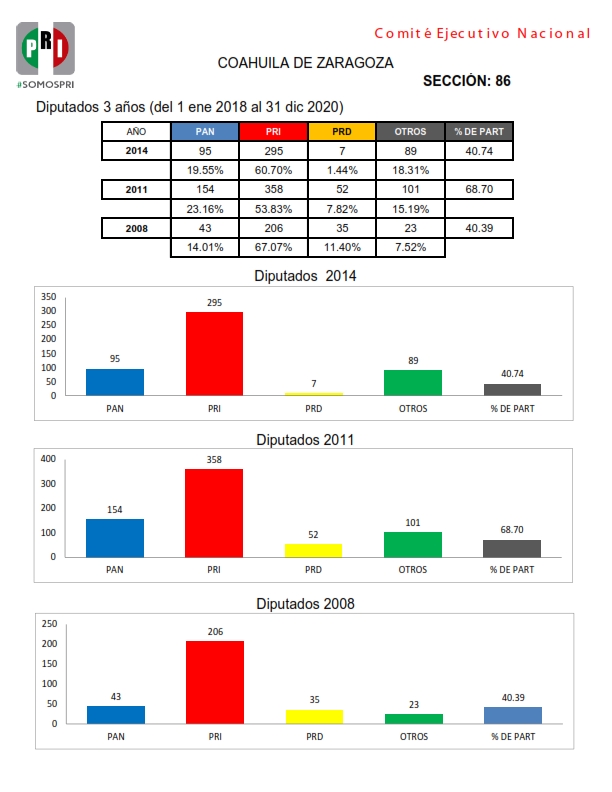 Comité Ejecutivo Nacional
PRI
#SOMOSPRI
COAHUILA DE ZARAGOZA
SECCIÓN: 86
Diputados 3 años (del 1 ene 2018 al 31 dic 2020)
AÑO PAN PRI PRD OTROS % DE PART
2014 95 295 7 89 40.74
19.55% 60.70% 1.44% 18.31%
2011 154 358 52 101 68.70
23.16% 53.83% 7.82% 15.19%
2008 43 206 35 23 40.39
14.01% 67.07% 11.40% 7.52%
Diputados 2014
350
300
250
200
150
100
50
0
95 295 7 89 40.74
PAN PRI PRD OTROS % DE PART
Diputados 2011
400
300
200
100
0
154 358 52 101 68.70
PAN PRI PRD OTROS % DE PART
Diputados 2008
250
200
150
100
50
0
43 206 35 23 40.39
PAN PRI PRD OTROS % DE PART